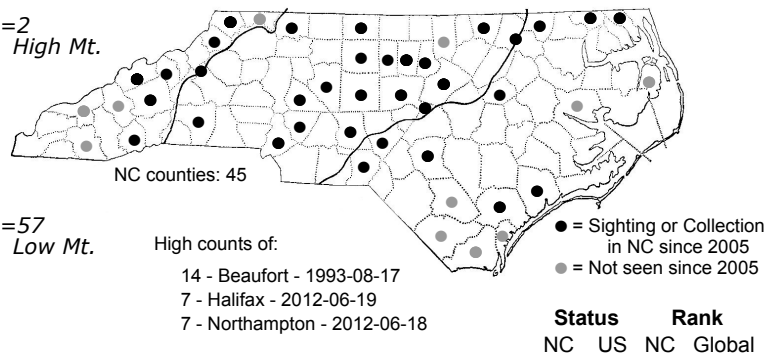 =2
High Mt.
NC counties: 45
=57
Low Mt.
High counts of:
14 - Beaufort - 1993-08-17
7 - Halifax - 2012-06-19
7 - Northampton - 2012-06-18
● = Sighting or Collection
in NC since 2005
● = Not seen since 2005
Status Rank
NC US NC Global